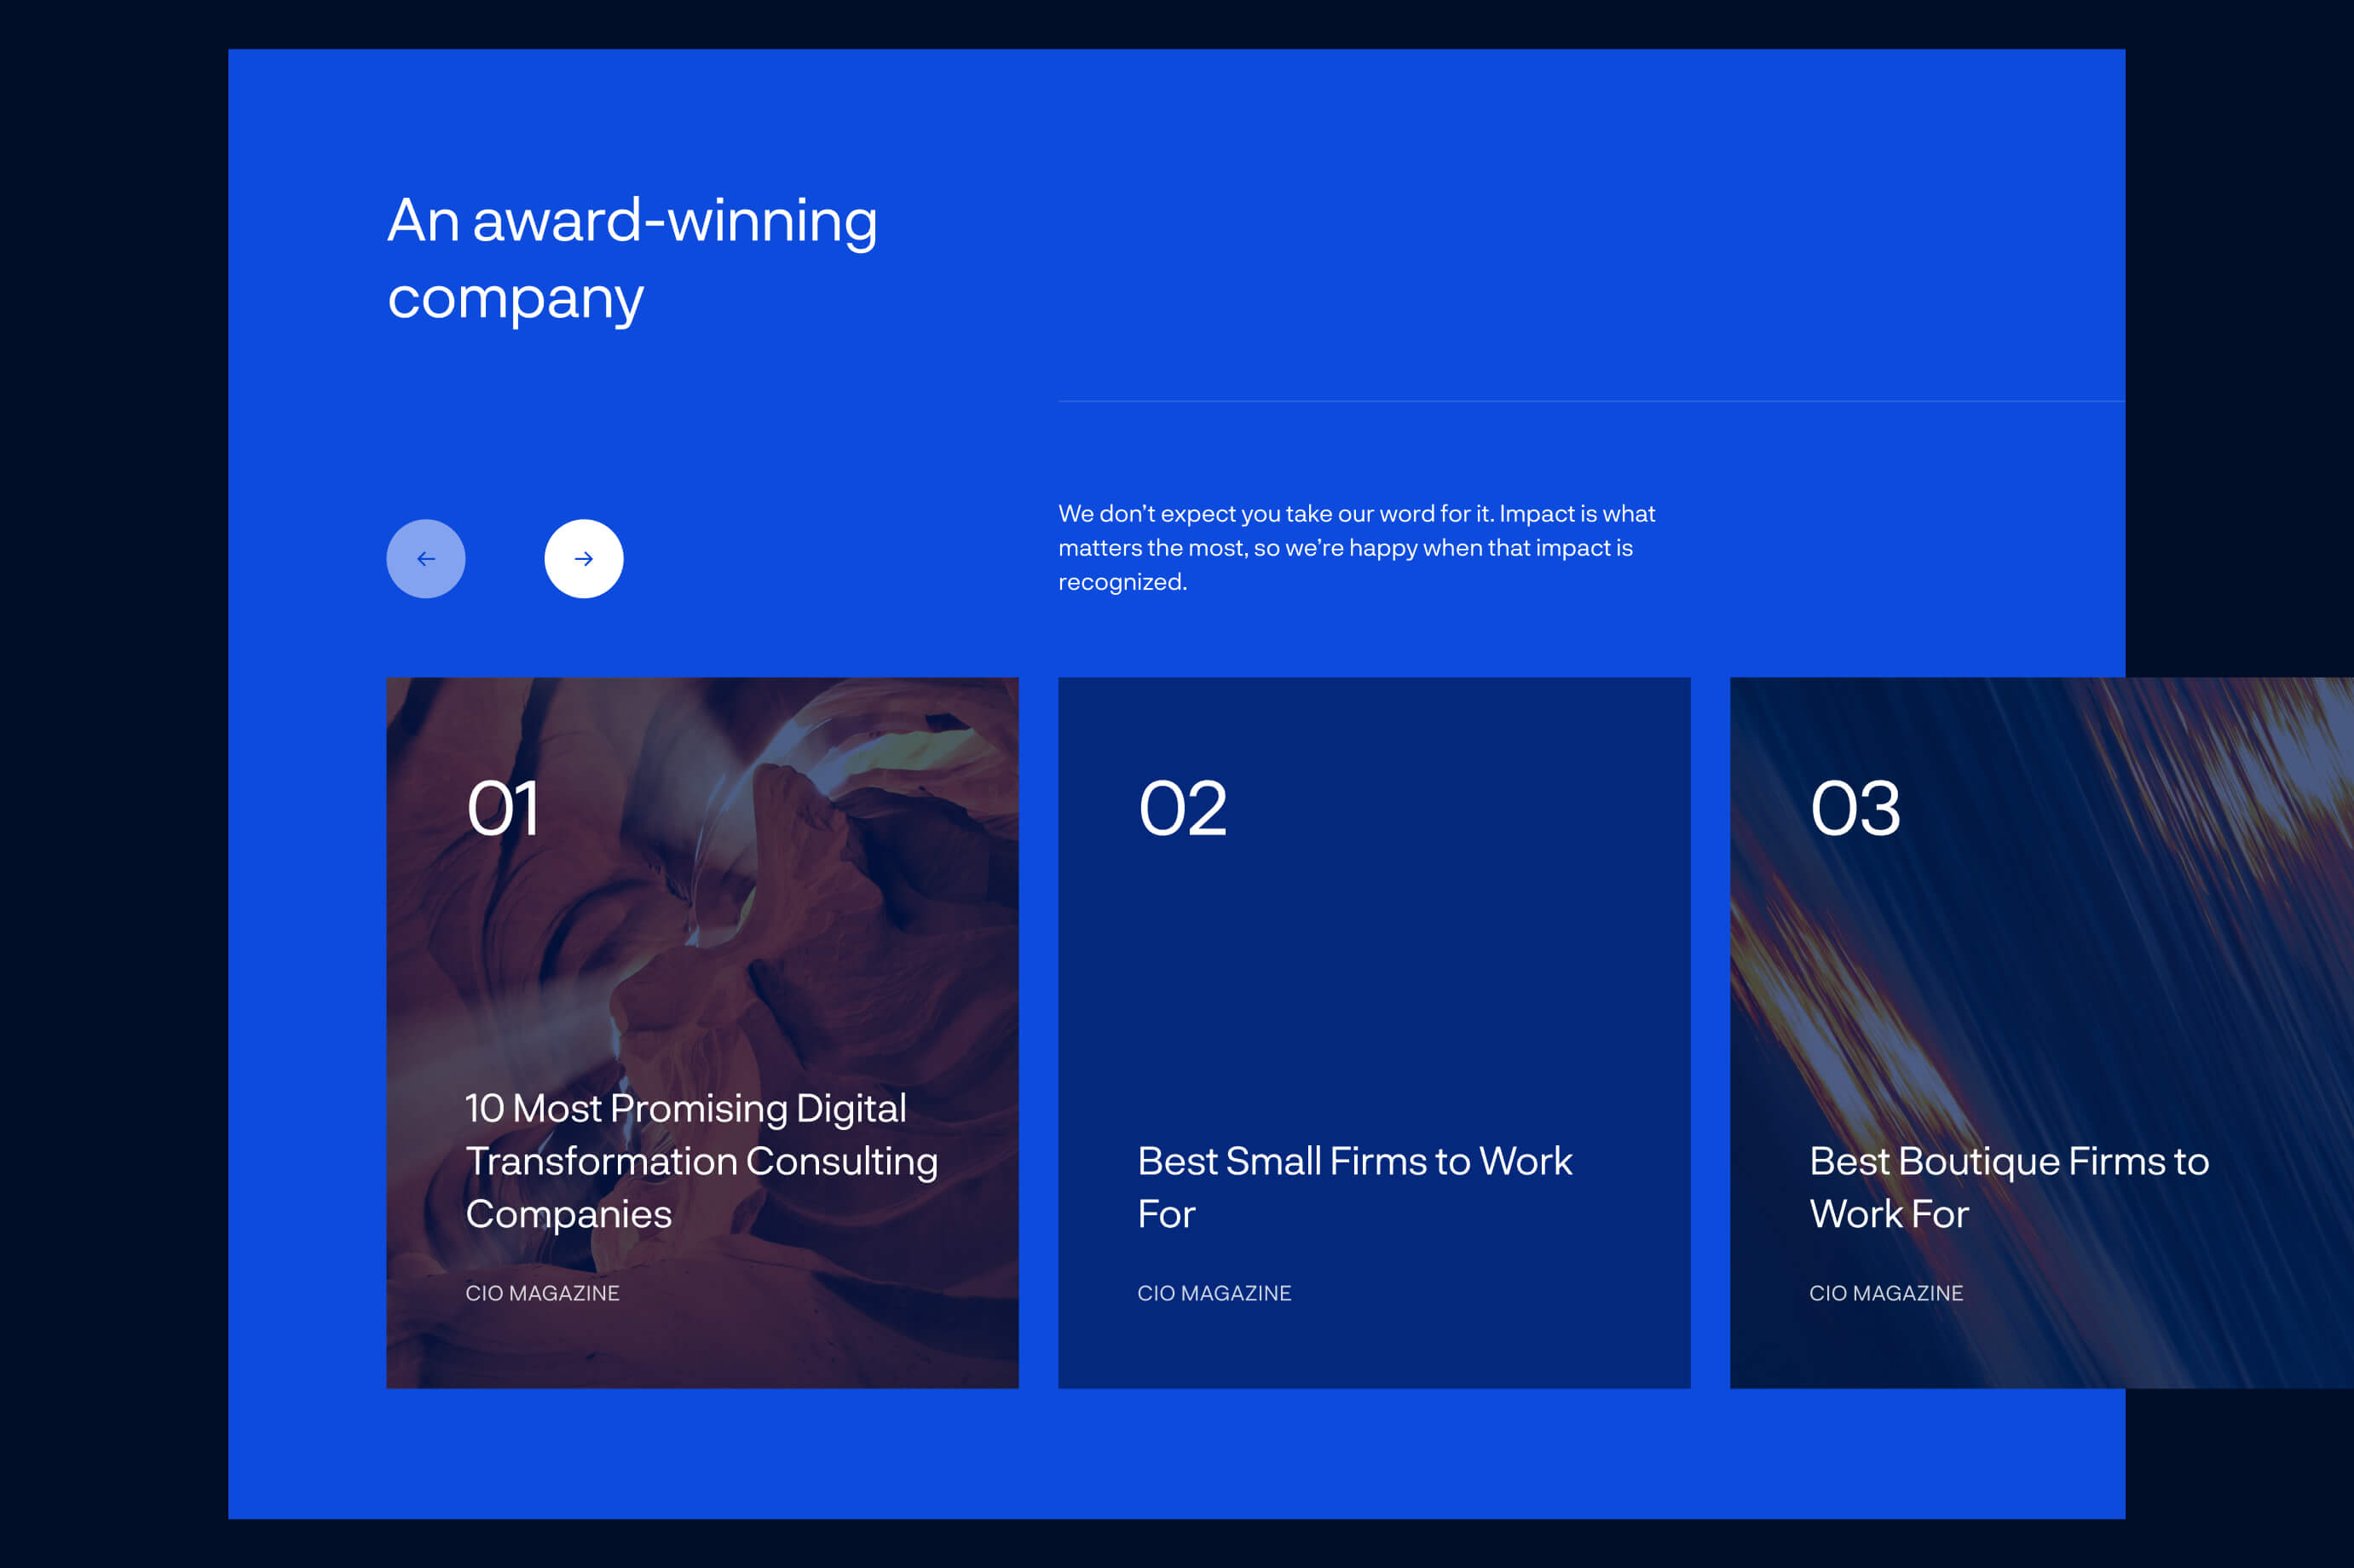 An award-winning
company
We don’t expect you take our word for it. Impact is what
matters the most, so we’re happy when that impact is
recognized.
01
10 Most Promising Digital
Transformation Consulting
Companies
CIO MAGAZINE
02
Best Small Firms to Work
For
CIO MAGAZINE
03
Best Boutique Firms to
Work For
CIO MAGAZINE